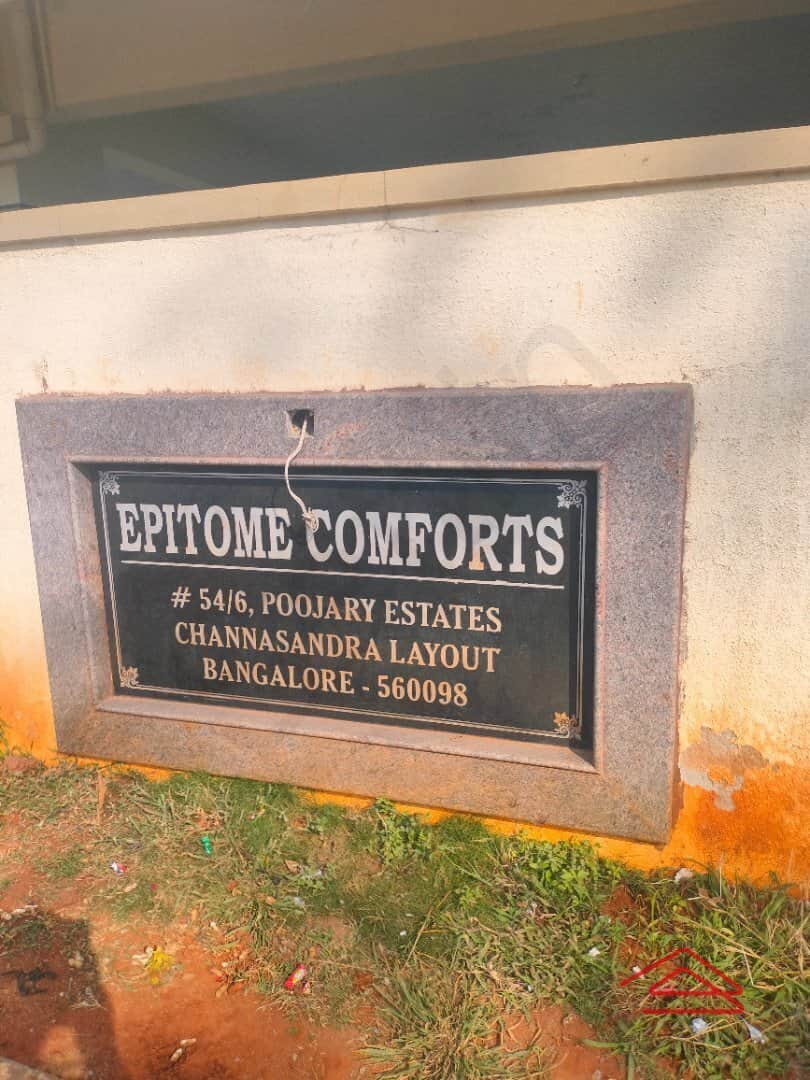 EPITOME COMFORTS
# 54/6, POOJARY ESTATES
CHANNASANDRA LAYOUT
BANGALORE - 560098